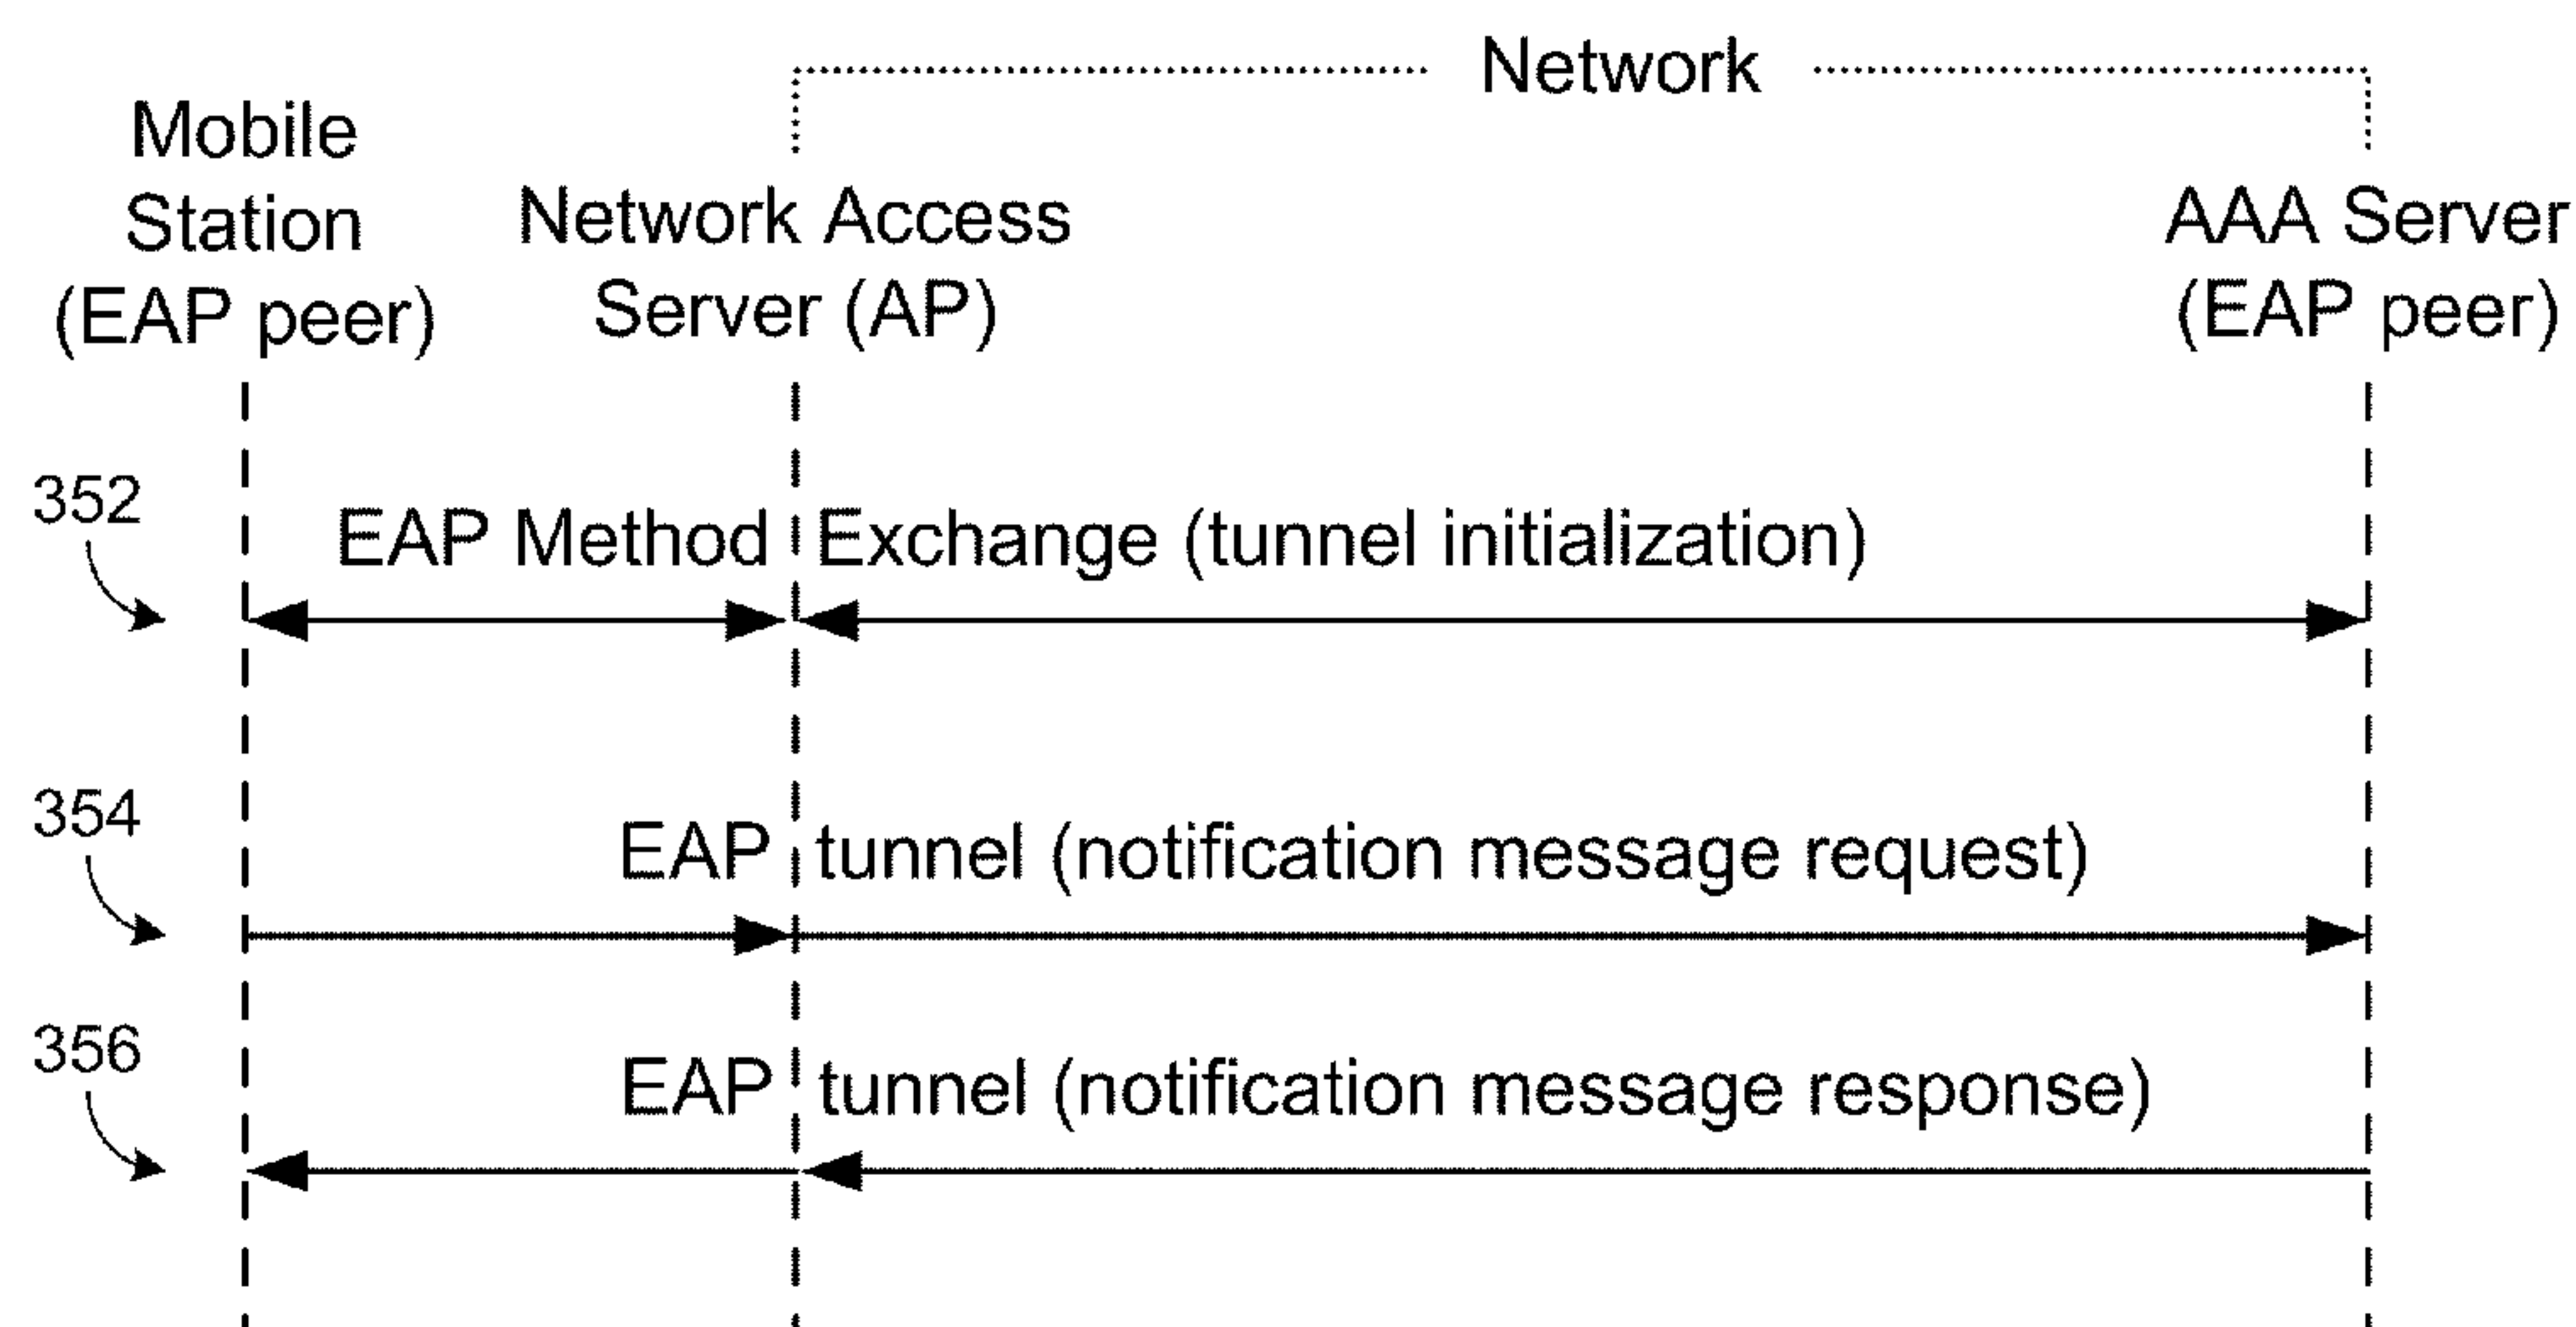 Network
Mobile
Station
(EAP peer)
Network Access
Server (AP)
AAA Server
(EAP peer)
352
EAP Method Exchange (tunnel initialization)
354
EAP tunnel (notification message request)
356
EAP tunnel (notification message response)